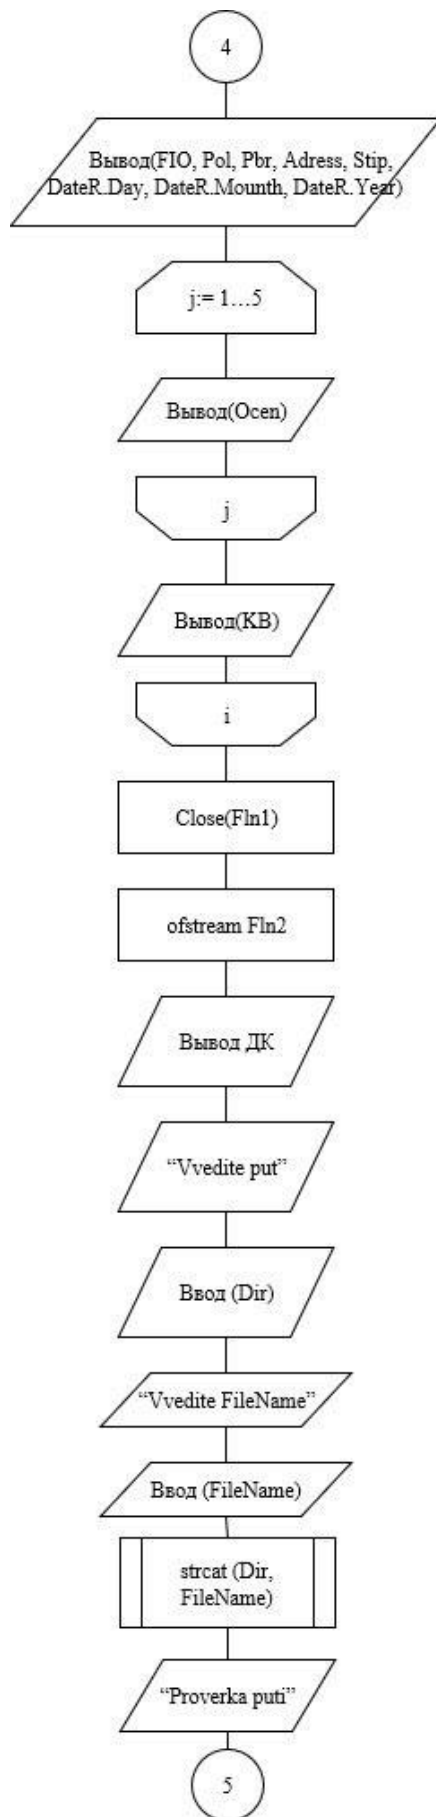 4
Вывод(FIO, Pol, Pbr, Adress, Stip,
DateR.Day, DateR.Mounth, DateR.Year)
j:= 1…5
Вывод(Ocen)
j
Вывод(KB)
i
Close(Fln1)
ofstream Fln2
Вывод ДК
“Vvedite put”
Ввод (Dir)
“Vvedite FileName”
Ввод (FileName)
strcat (Dir,
FileName)
“Proverka puti”
5